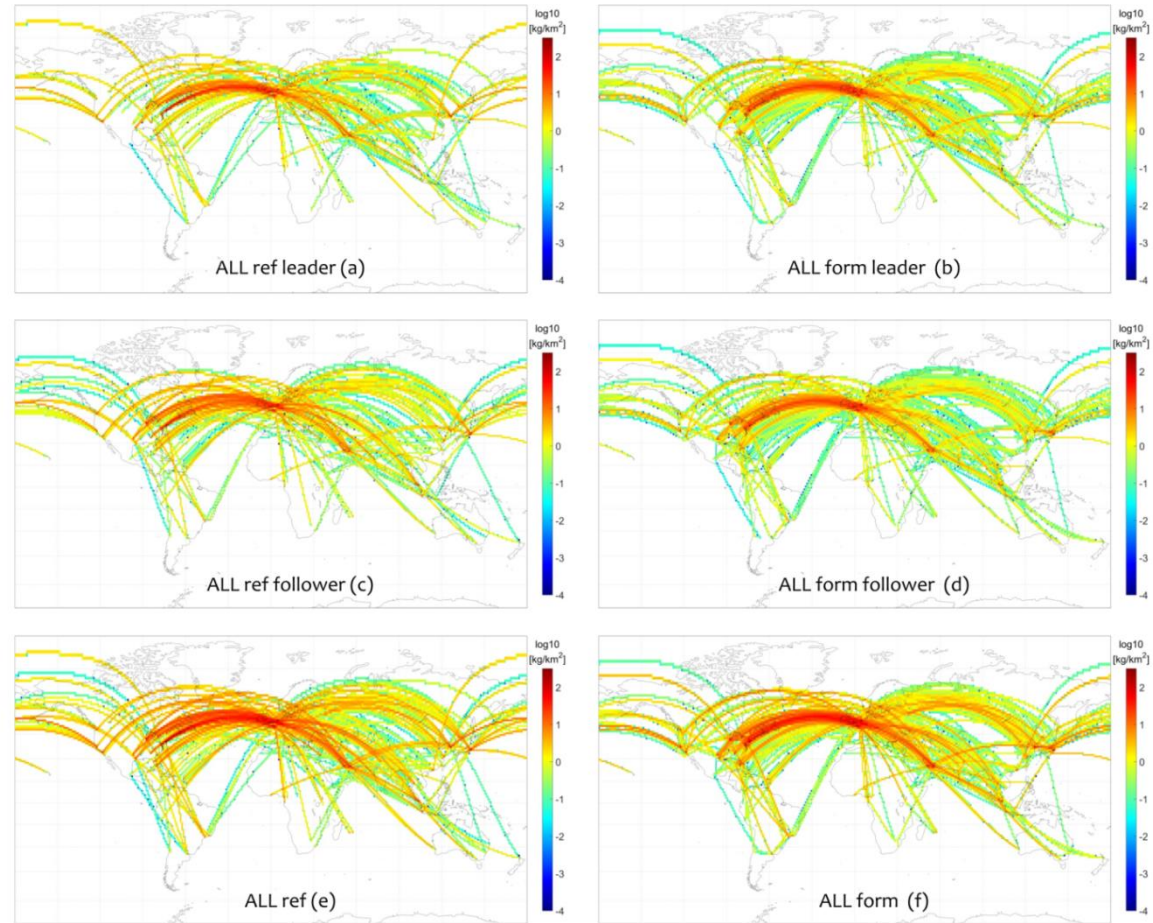 log10
[kg/km²]
2
1
0
-1
-2
-3
-4
ALL ref leader (a)
log10
[kg/km²]
2
1
0
-1
-2
-3
-4
ALL form leader (b)
log10
[kg/km²]
2
1
0
-1
-2
-3
-4
ALL ref follower (c)
log10
[kg/km²]
2
1
0
-1
-2
-3
-4
ALL form follower (d)
log10
[kg/km²]
2
1
0
-1
-2
-3
-4
ALL ref (e)
log10
[kg/km²]
2
1
0
-1
-2
-3
-4
ALL form (f)